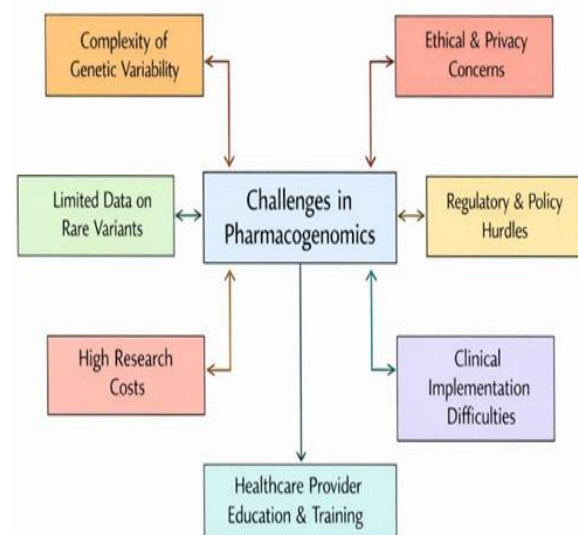 Complexity of
Genetic Variability
Ethical & Privacy
Concerns
Limited Data on
Rare Variants
Challenges in
Pharmacogenomics
Regulatory & Policy
Hurdles
High Research
Costs
Clinical
Implementation
Difficulties
Healthcare Provider
Education & Training